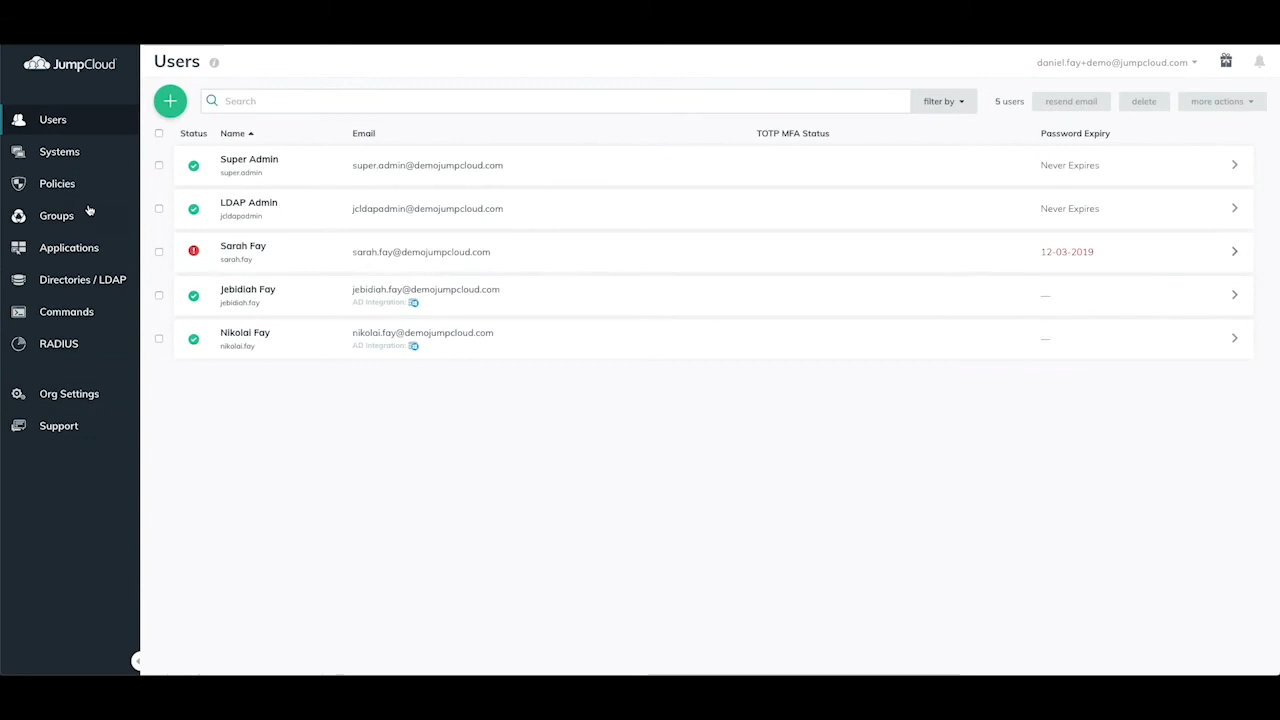 JumpCloud
Users
Systems
Policies
Groups
Applications
Directories / LDAP
Commands
RADIUS
Org Settings
Support
Users
daniel.fay+demo@jumpcloud.com
Search
filter by
5 users
resend email
delete
more actions
Status Name Email TOTP MFA Status Password Expiry
Super Admin
super.admin
super.admin@demojumpcloud.com
Never Expires
LDAP Admin
jcldapadmin
jcldapadmin@demojumpcloud.com
Never Expires
Sarah Fay
sarah.fay
sarah.fay@demojumpcloud.com
12-03-2019
Jebidiah Fay
jebidiah.fay
jebidiah.fay@demojumpcloud.com
AD Integration:
—
Nikolai Fay
nikolai.fay
nikolai.fay@demojumpcloud.com
AD Integration:
—